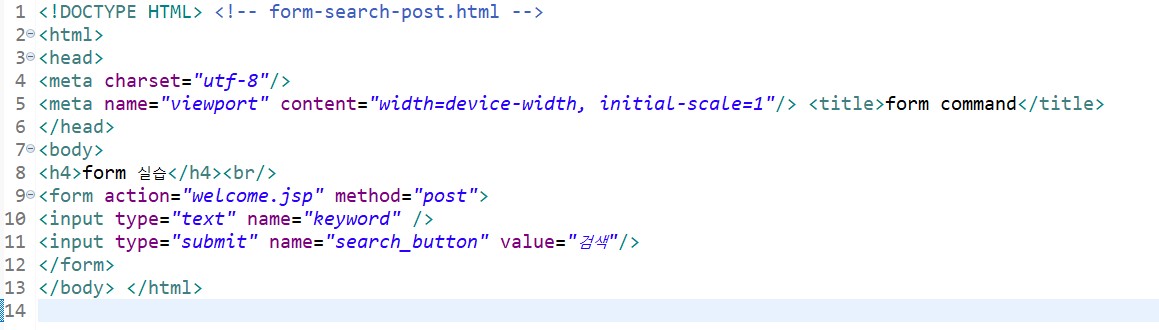 1 <!DOCTYPE HTML> <!-- form-search-post.html -->
2 <html>
3 <head>
4 <meta charset="utf-8"/>
5 <meta name="viewport" content="width=device-width, initial-scale=1"/> <title>form command</title>
6 </head>
7 <body>
8 <h4>form 실습</h4><br/>
9 <form action="welcome.jsp" method="post">
10 <input type="text" name="keyword" />
11 <input type="submit" name="search_button" value="검색"/>
12 </form>
13 </body> </html>
14